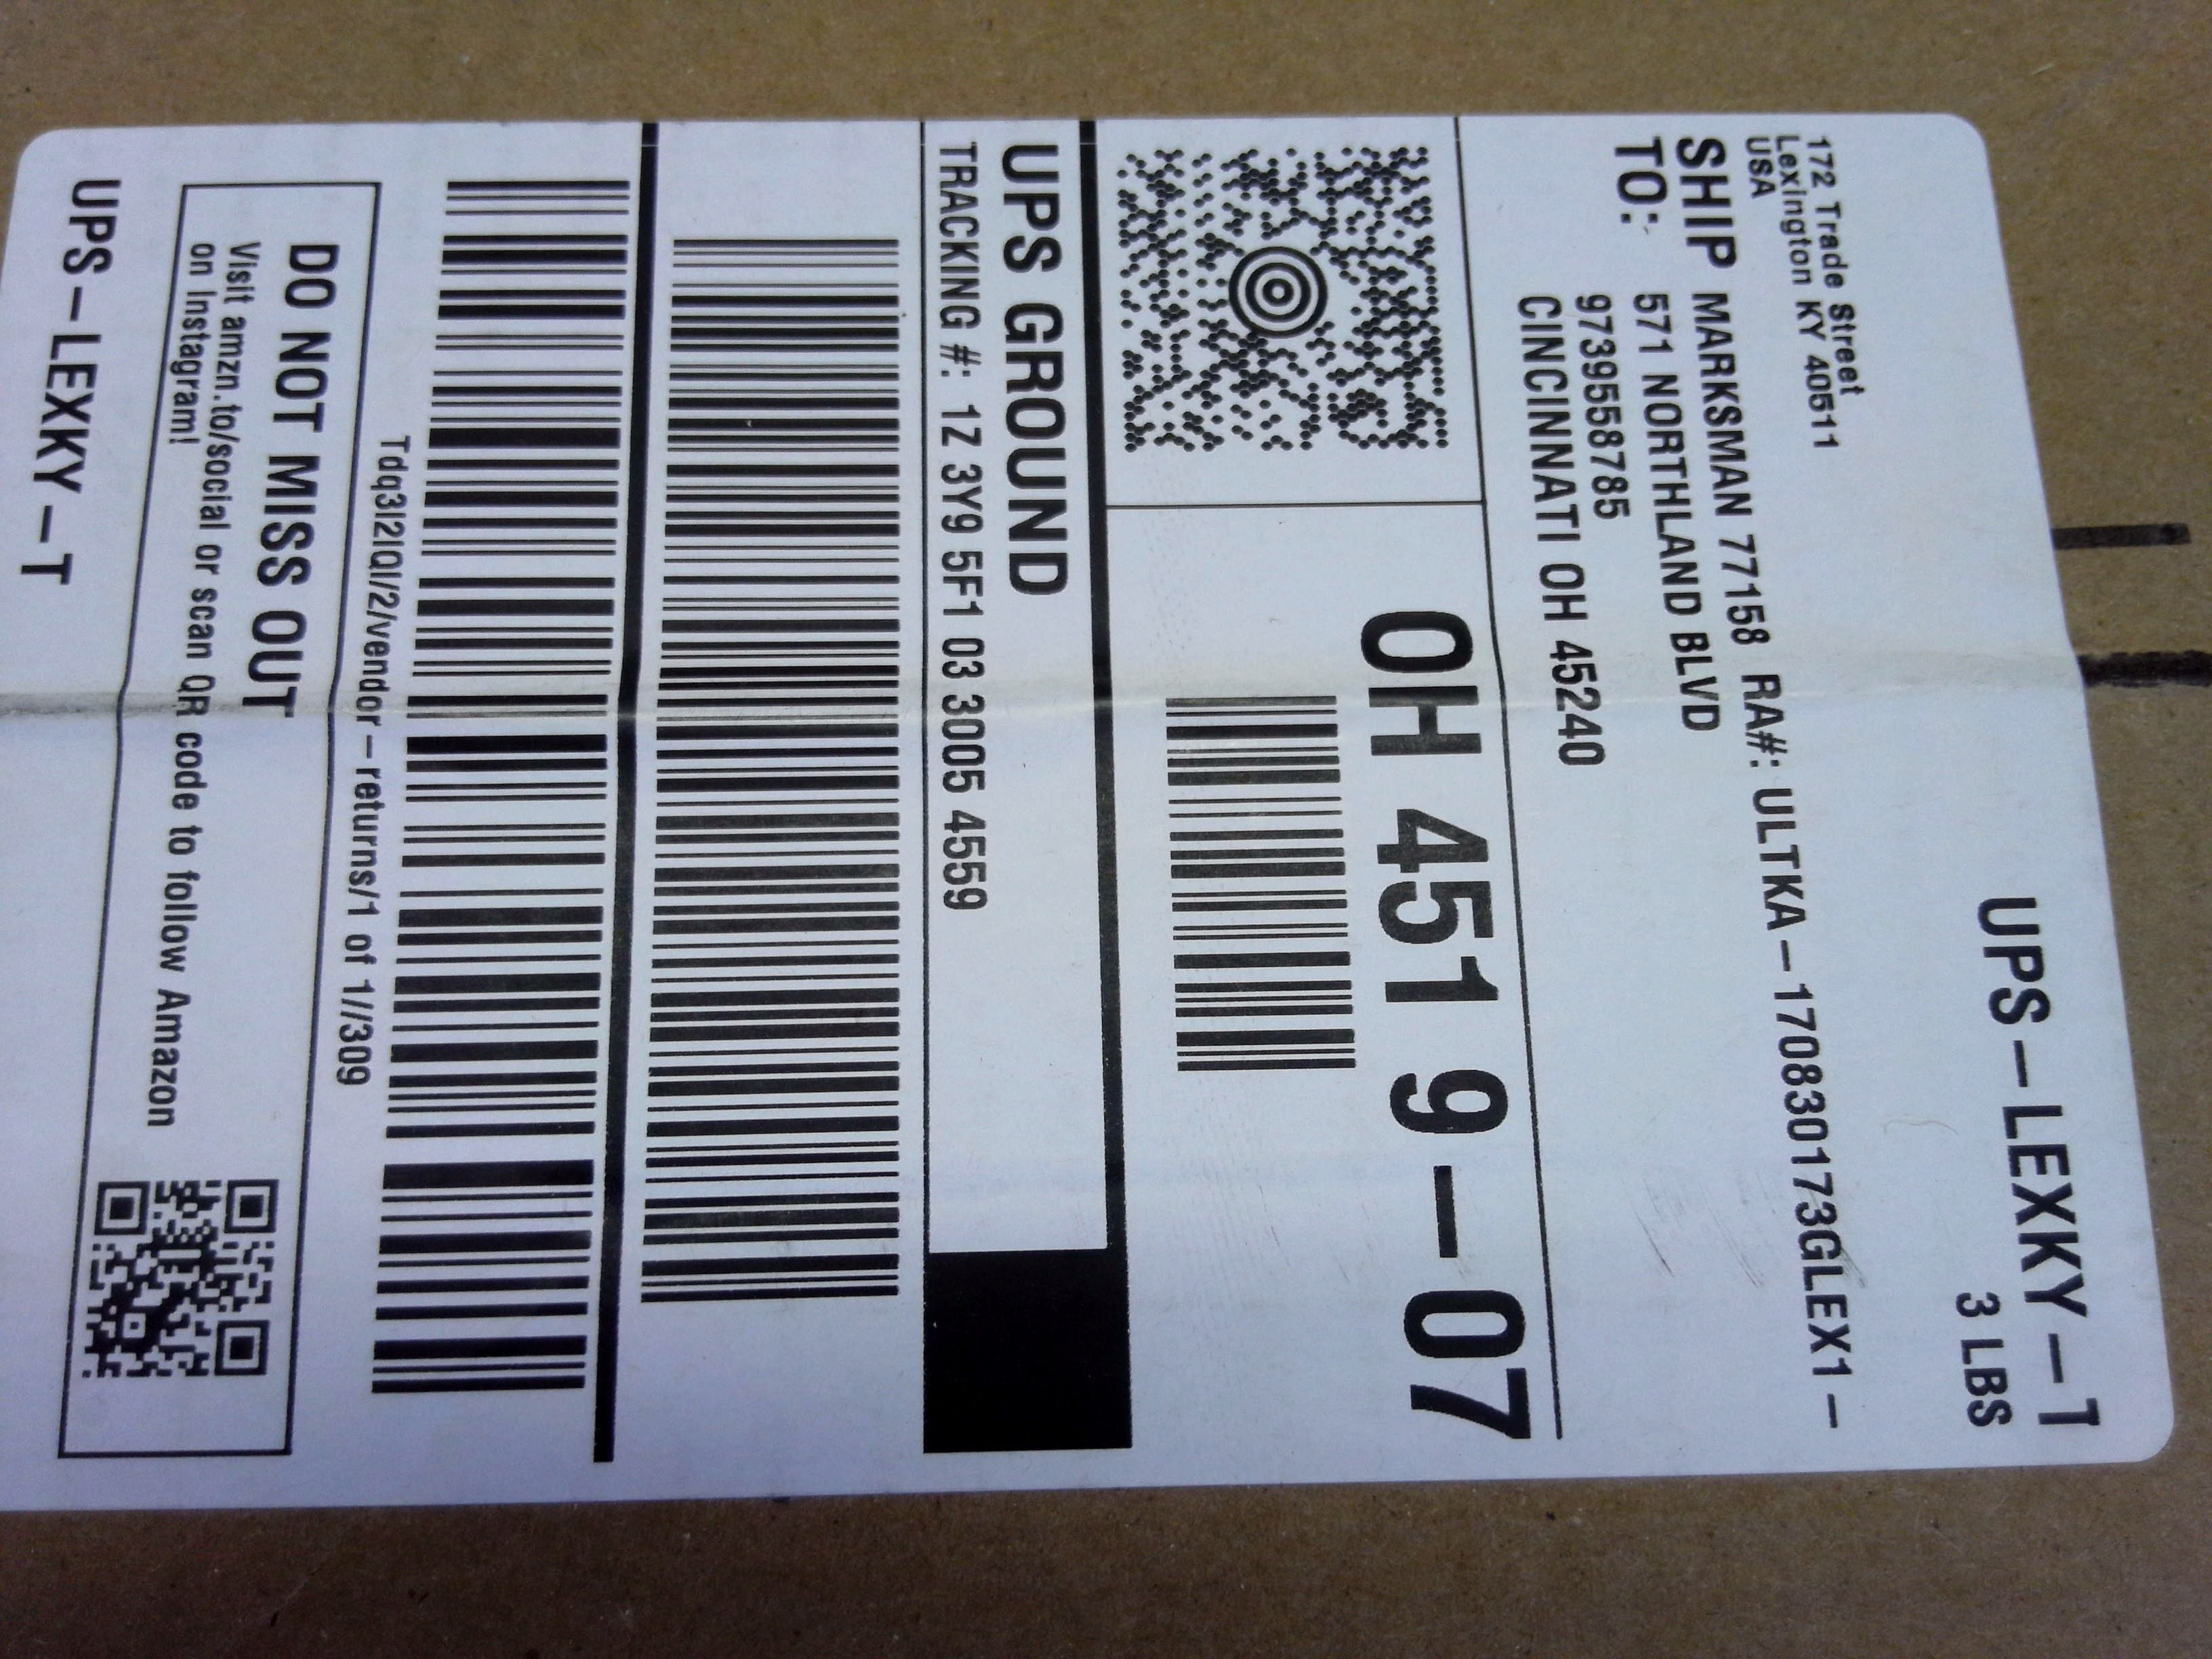 UPS-LEXKY-T
3 LBS
172 Trade Street
Lexington KY 40511
USA
SHIP MARKSMAN 77158 RA#: ULTKA-170830173GLEX1-
TO: 571 NORTHLAND BLVD
9739558785
CINCINNATI OH 45240
OH 451 9-07
UPS GROUND
TRACKING #: 1Z 3Y9 5F1 03 3005 4559
Tdq3l2lQl/2/vendor-returns/1 of 1//309
DO NOT MISS OUT
Visit amzn.to/social or scan QR code to follow Amazon
on Instagram!
UPS-LEXKY-T